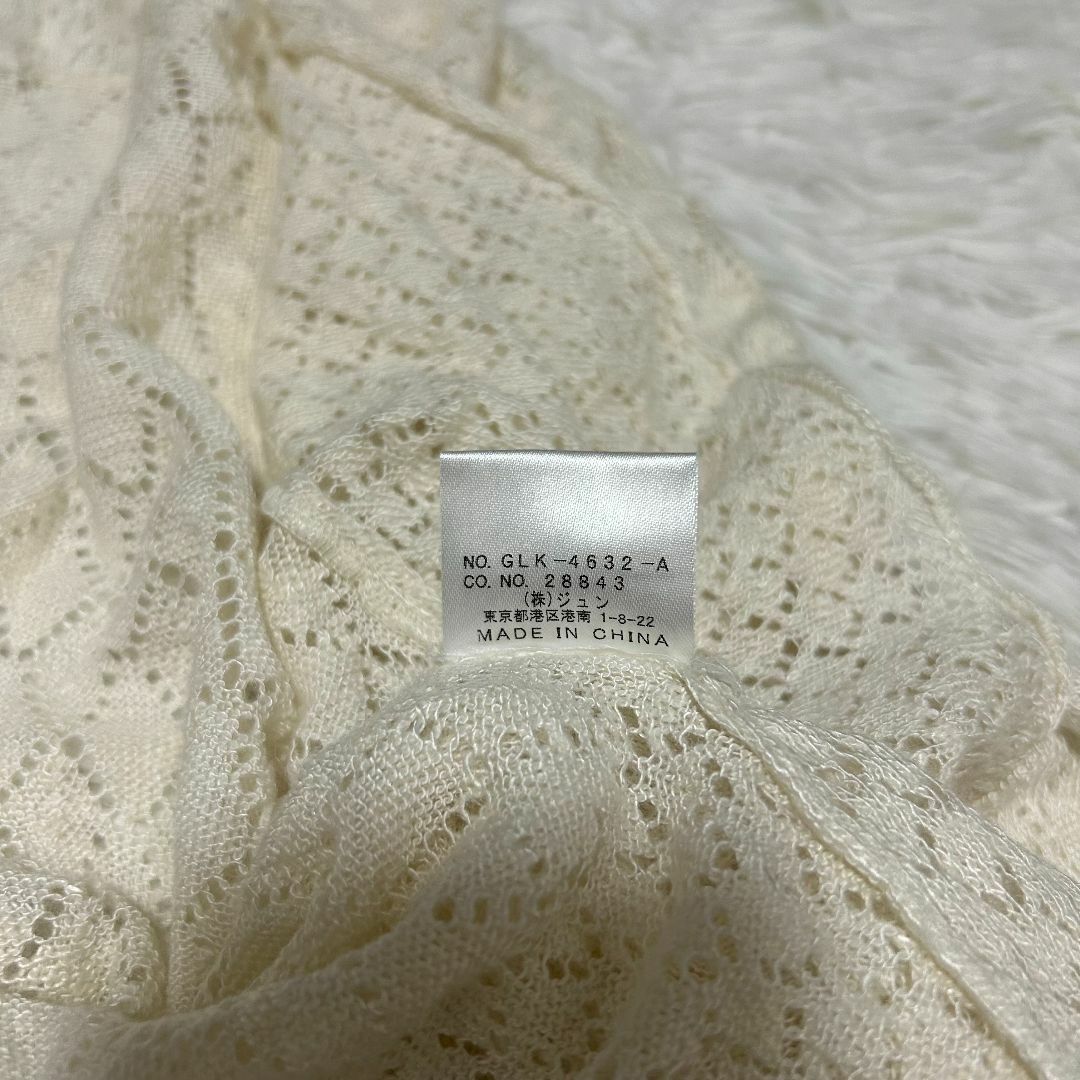 NO. GLK-4632-A
CO. NO. 28843
(株)ジュン
東京都港区港南 1-8-22
MADE IN CHINA